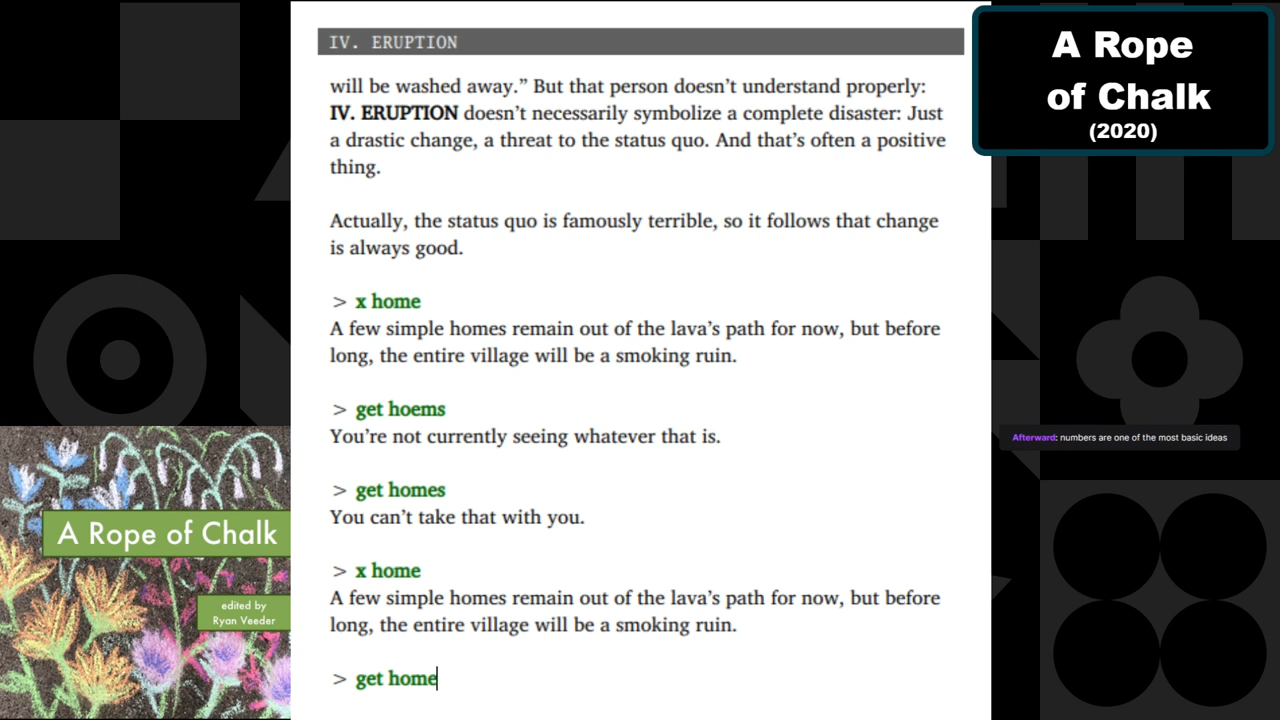 IV. ERUPTION
will be washed away.” But that person doesn’t understand properly:
IV. ERUPTION doesn’t necessarily symbolize a complete disaster: Just
a drastic change, a threat to the status quo. And that’s often a positive
thing.
Actually, the status quo is famously terrible, so it follows that change
is always good.
> x home
A few simple homes remain out of the lava’s path for now, but before
long, the entire village will be a smoking ruin.
> get hoems
You’re not currently seeing whatever that is.
> get homes
You can’t take that with you.
> x home
A few simple homes remain out of the lava’s path for now, but before
long, the entire village will be a smoking ruin.
> get home
A Rope
of Chalk
(2020)
Afterward: numbers are one of the most basic ideas
A Rope of Chalk
edited by
Ryan Veeder